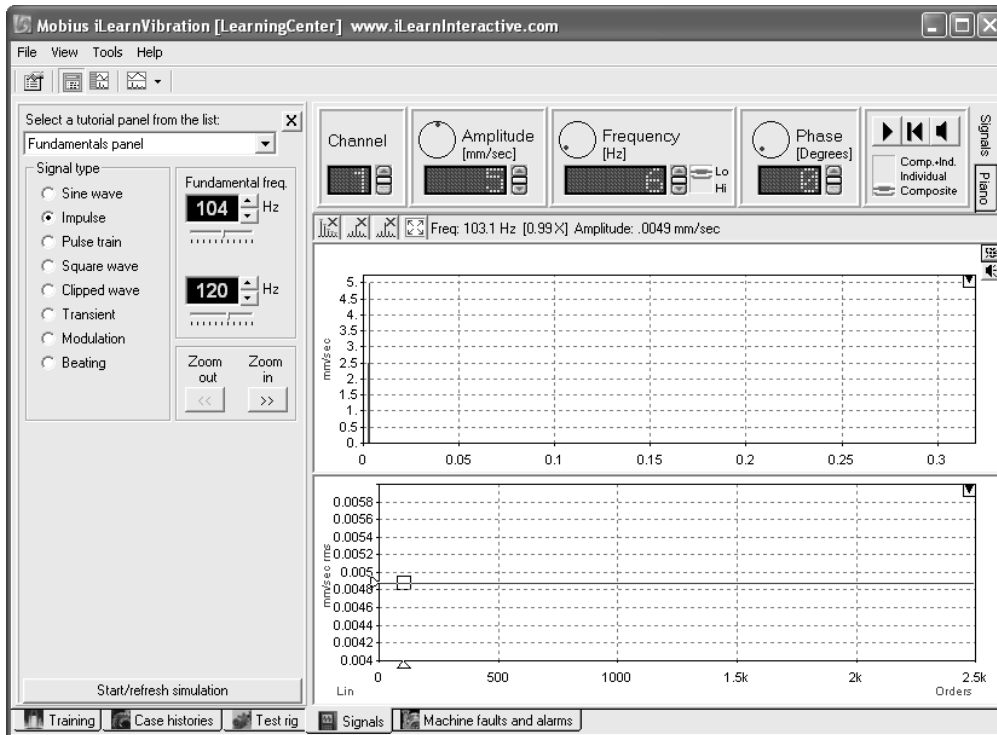 Mobius iLearnVibration [LearningCenter] www.iLearnInteractive.com
File View Tools Help
Select a tutorial panel from the list:
Fundamentals panel
Signal type
Sine wave
Impulse
Pulse train
Square wave
Clipped wave
Transient
Modulation
Beating
Fundamental freq.
104 Hz
120 Hz
Zoom out
Zoom in
<< >>
Start/refresh simulation
Training Case histories Test rig
Channel
1
Amplitude
[mm/sec]
5
Frequency
[Hz]
6
Lo
Hi
Phase
[Degrees]
0
Comp.+Ind.
Individual
Composite
Signals
Piano
Freq: 103.1 Hz [0.99 X] Amplitude: .0049 mm/sec
mm/sec
5.
4.5
4.
3.5
3.
2.5
2.
1.5
1.
0.5
0.
0 0.05 0.1 0.15 0.2 0.25 0.3
mm/sec rms
0.0058
0.0056
0.0054
0.0052
0.005
0.0048
0.0046
0.0044
0.0042
0.004
0 500 1000 1.5k 2k 2.5k
Lin Orders
Signals Machine faults and alarms